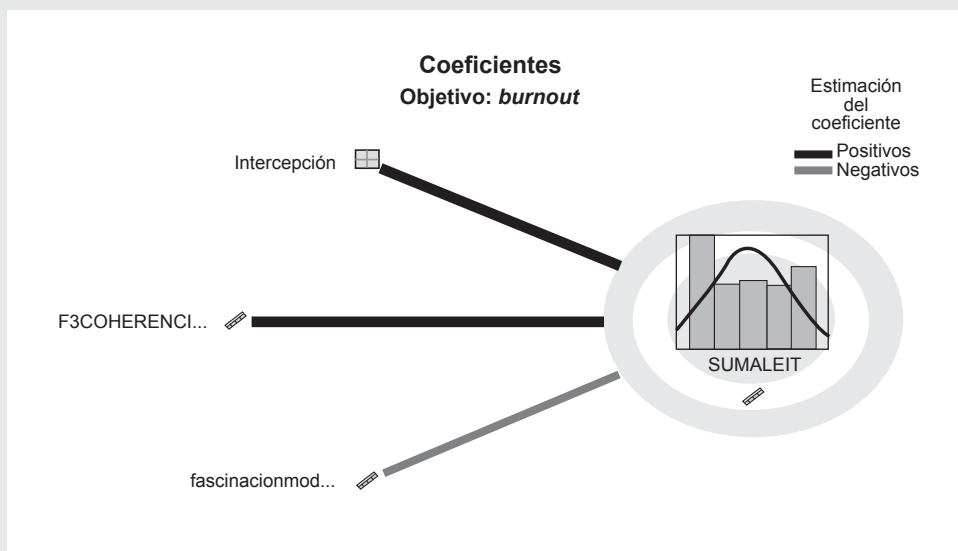 Coeficientes
Objetivo: burnout
Estimación
del
coeficiente
Positivos
Negativos
Intercepción
F3COHERENCI...
SUMALEIT
fascinacionmod...